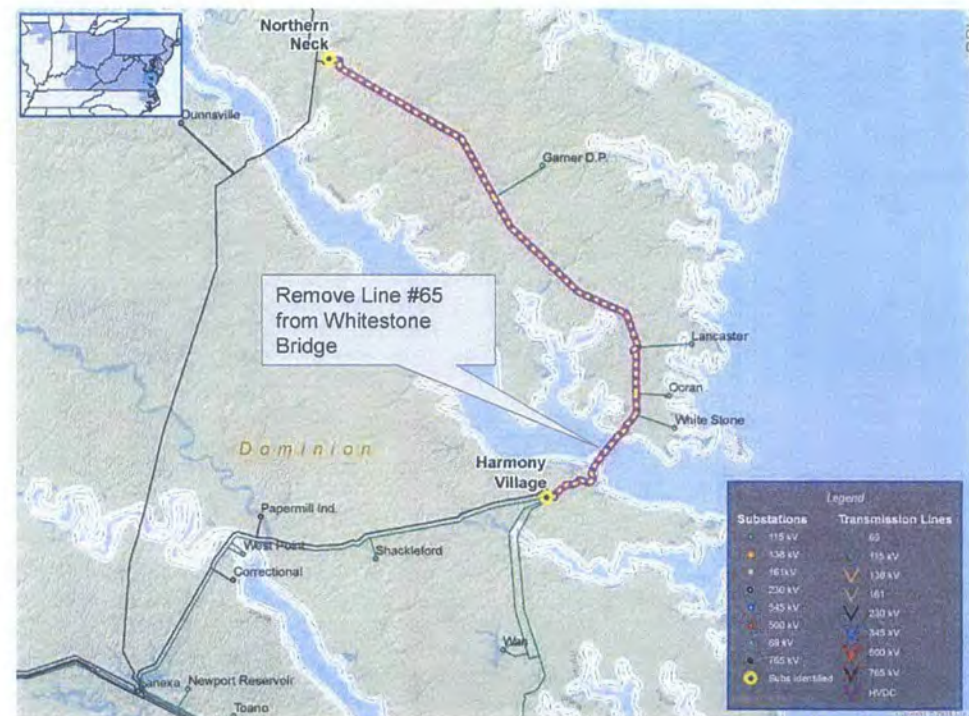 Northern
Neck
Dunnsville
Garner D.P.
Remove Line #65
from Whitestone
Bridge
Lancaster
Ocran
White Stone
Dominion
Harmony
Village
Papermill Ind.
West Point
Correctional
Shackleford
Wan
Lanexa
Newport Reservoir
Toano
Legend
Substations
115 kV
138 kV
161kV
230 kV
345 kV
500 kV
69 kV
765 kV
Subs identified
Transmission Lines
69
115 kV
138 kV
161
230 kV
345 kV
500 kV
765 kV
HVDC